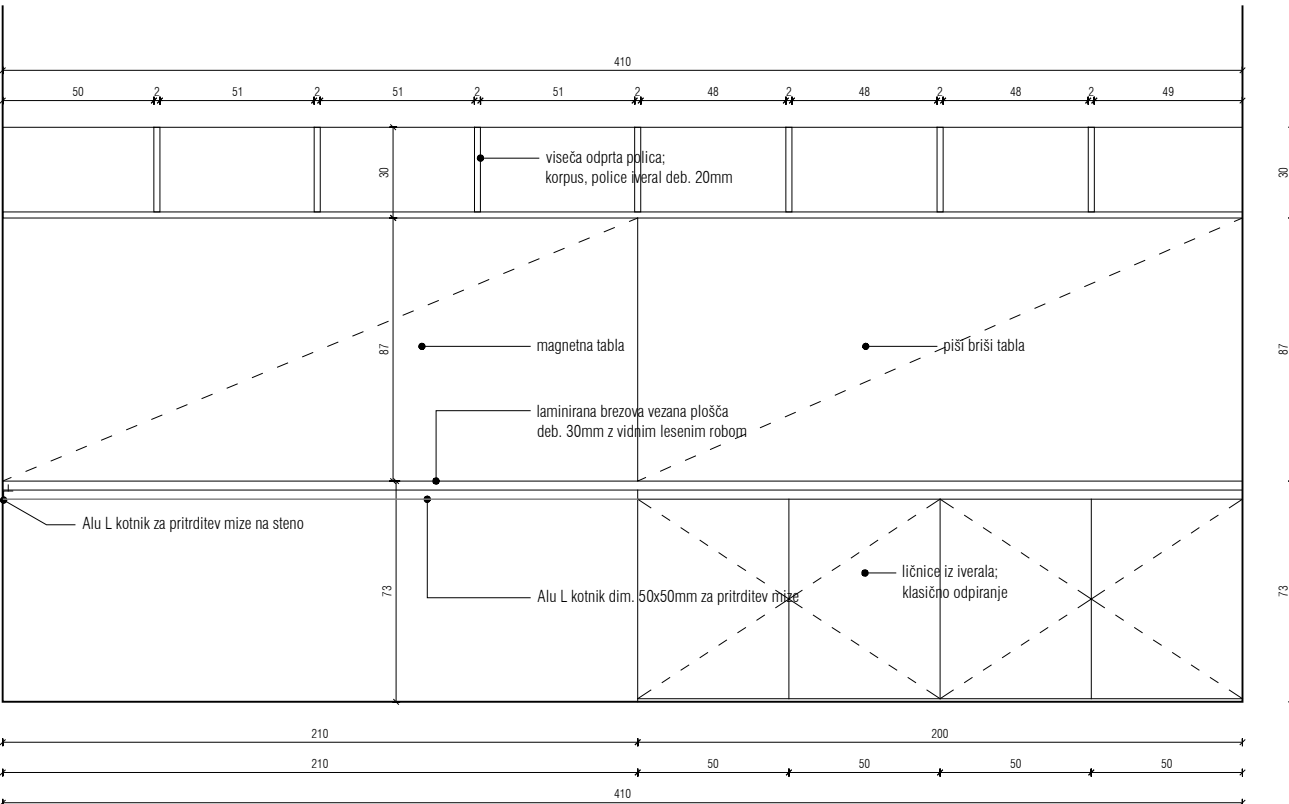 410
50 2 51 2 51 2 51 2 48 2 48 2 48 2 49
viseča odprta polica;
korpus, police iveral deb. 20mm
30
30
magnetna tabla
piši briši tabla
87
87
laminirana brezova vezana plošča
deb. 30mm z vidnim lesenim robom
Alu L kotnik za pritrditev mize na steno
ličnice iz iverala;
klasično odpiranje
Alu L kotnik dim. 50x50mm za pritrditev mize
73
73
210 200
210 50 50 50 50
410